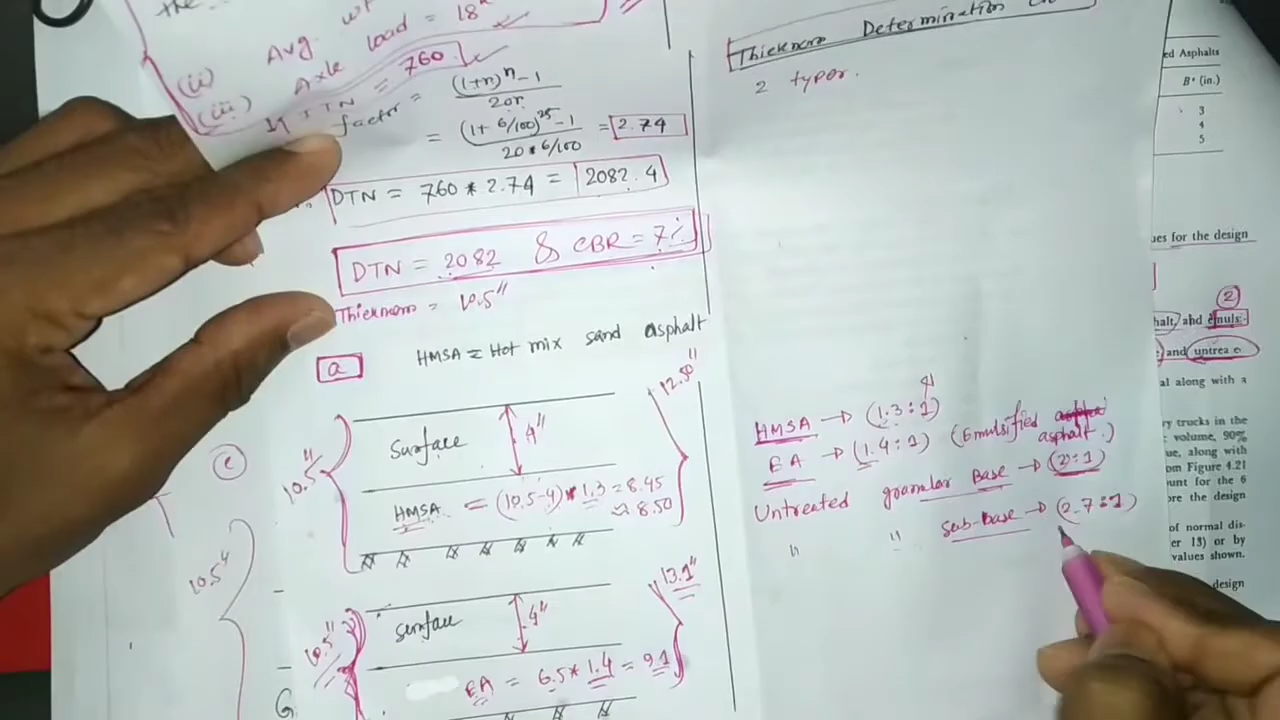 the
(ii) Avg. wt
(iii) Axle load = 18ᵏ
ITN = 760
factor = (1+r)ⁿ-1 / 20r
= (1+6/100)²⁵-1 / 20*6/100 = 2.74
DTN = 760 * 2.74 = 2082.4
DTN = 2082 & CBR = 7%
Thickness = 10.5"
a HMSA = Hot mix sand asphalt
Surface 4"
10.5"
12.50"
HMSA = (10.5-4)*1.3 = 8.45
≈ 8.50
Surface 4"
10.5"
13.1"
EA = 6.5*1.4 = 9.1
C
10.5"
G
Thickness Determination
2 types.
HMSA → (1.3:1)
EA → (1.4:1) (Emulsified asphalt.)
Untreated granular Base → (2:1)
" " Sub-base → (2.7:1)
ed Asphalts
Bᵃ (in.)
3
4
5
ues for the design
2
halt, and emuls-
and untrea
al along with a
ry trucks in the
volume, 90%
ue, along with
om Figure 4.21
unt for the 6
ore the design
of normal dis-
er 13) or by
values shown.
design